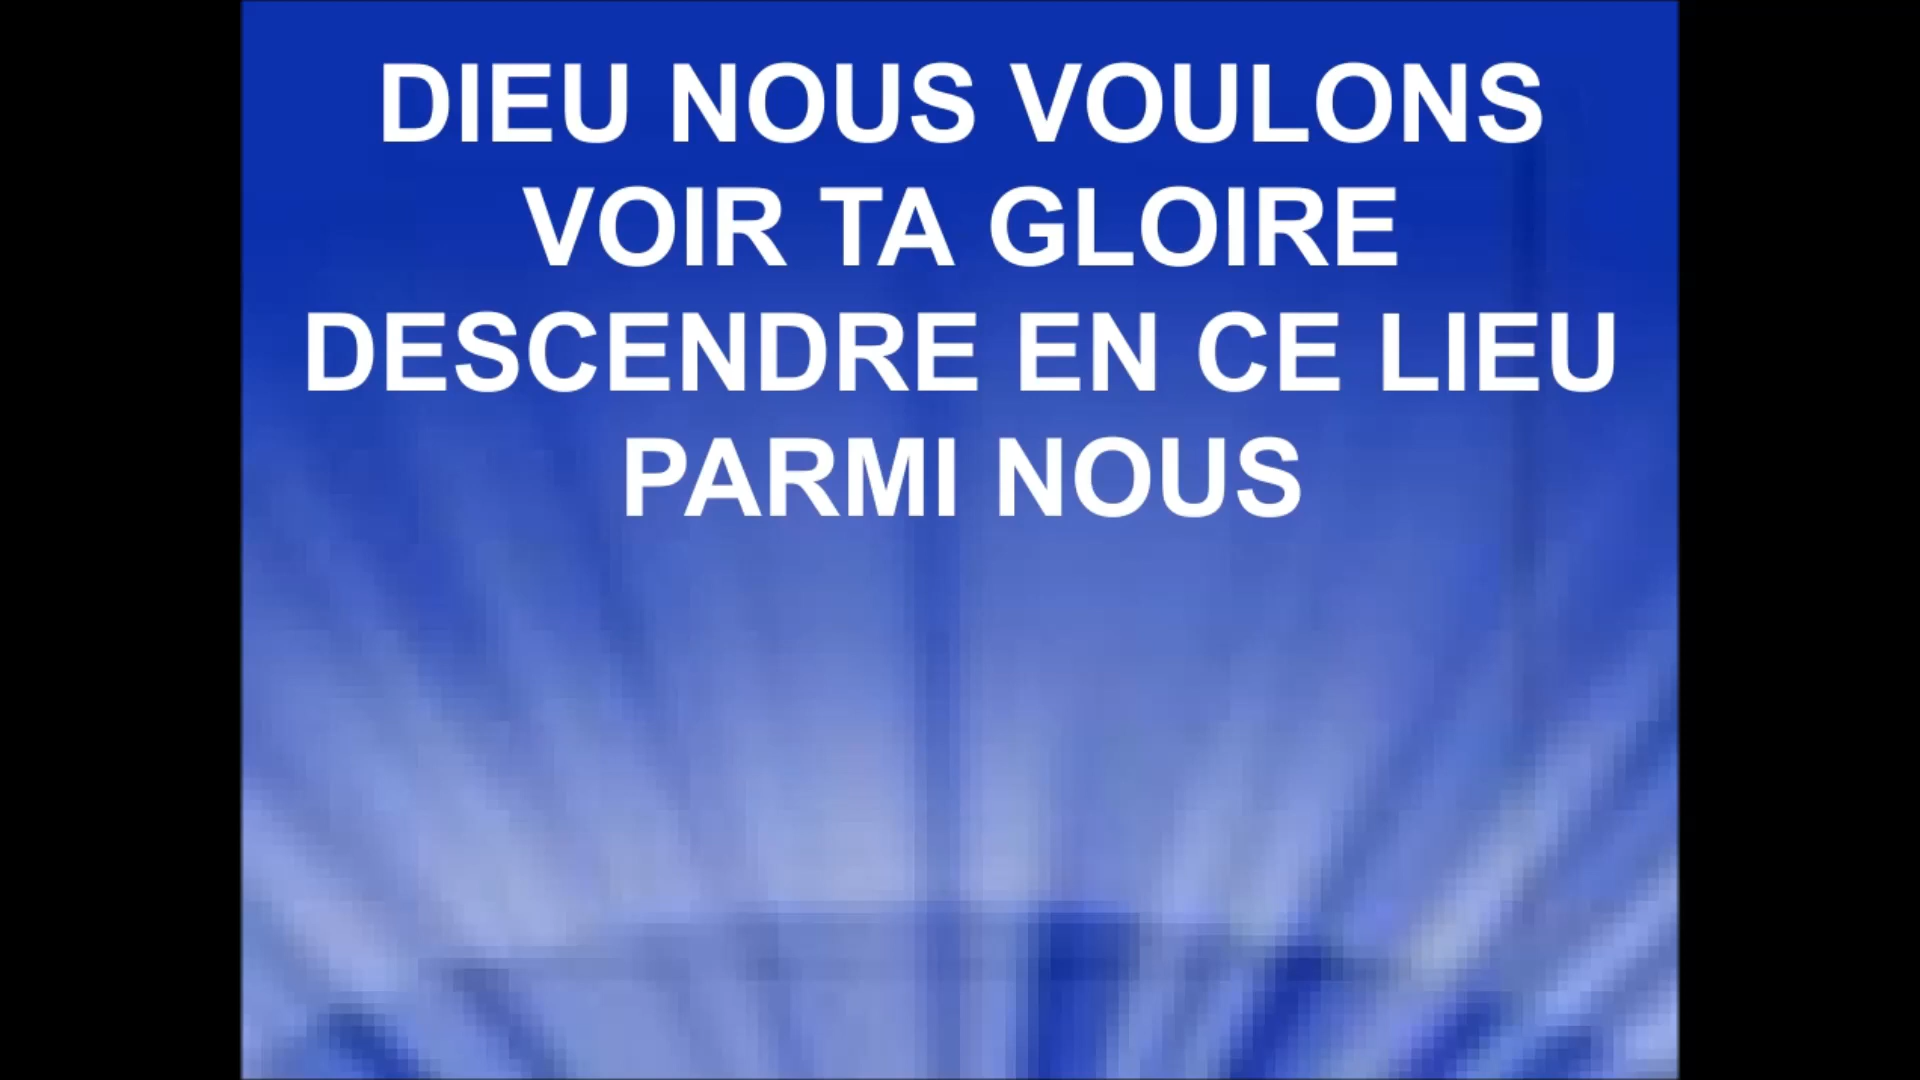 DIEU NOUS VOULONS
VOIR TA GLOIRE
DESCENDRE EN CE LIEU
PARMI NOUS